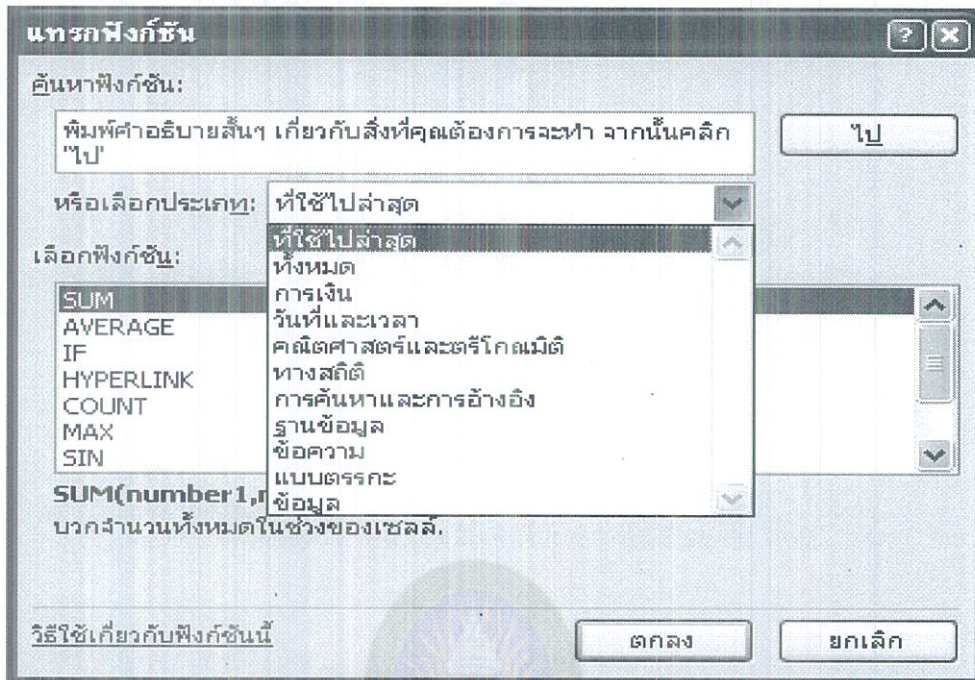 แทรกฟังก์ชัน
ค้นหาฟังก์ชัน:
พิมพ์คำอธิบายสั้นๆ เกี่ยวกับสิ่งที่คุณต้องการจะทำ จากนั้นคลิก
'ไป'
ไป
หรือเลือกประเภท: ที่ใช้ไปล่าสุด
ที่ใช้ไปล่าสุด
ทั้งหมด
การเงิน
วันที่และเวลา
คณิตศาสตร์และตรีโกณมิติ
ทางสถิติ
การค้นหาและการอ้างอิง
ฐานข้อมูล
ข้อความ
แบบตรรกะ
ข้อมูล
เลือกฟังก์ชัน:
SUM
AVERAGE
IF
HYPERLINK
COUNT
MAX
SIN
SUM(number1,
บวกจำนวนทั้งหมดในช่วงของเซลล์.
วิธีใช้เกี่ยวกับฟังก์ชันนี้
ตกลง
ยกเลิก